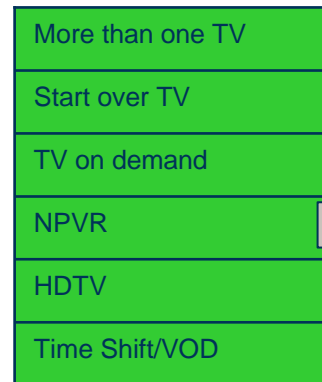 More than one TV
Start over TV
TV on demand
NPVR
HDTV
Time Shift/VOD